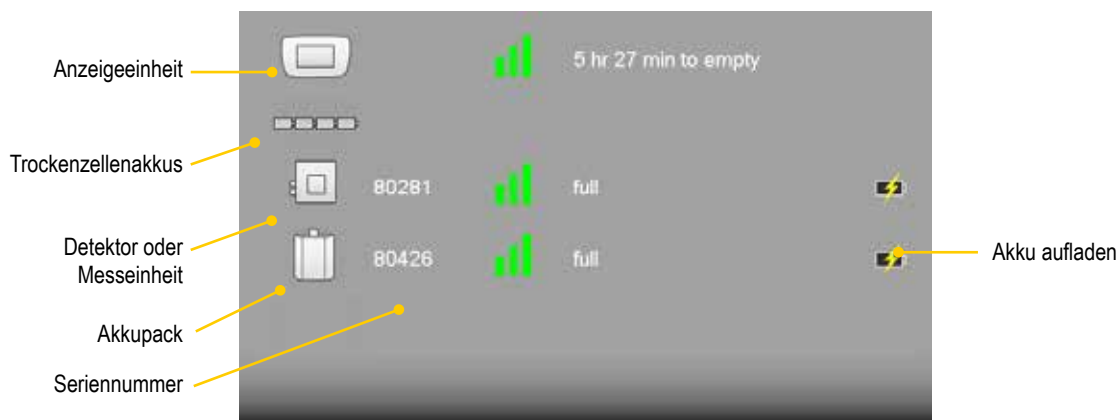 Anzeigeeinheit
5 hr 27 min to empty
Trockenzellenakkus
80281 full
Detektor oder
Messeinheit
80426 full
Akku aufladen
Akkupack
Seriennummer